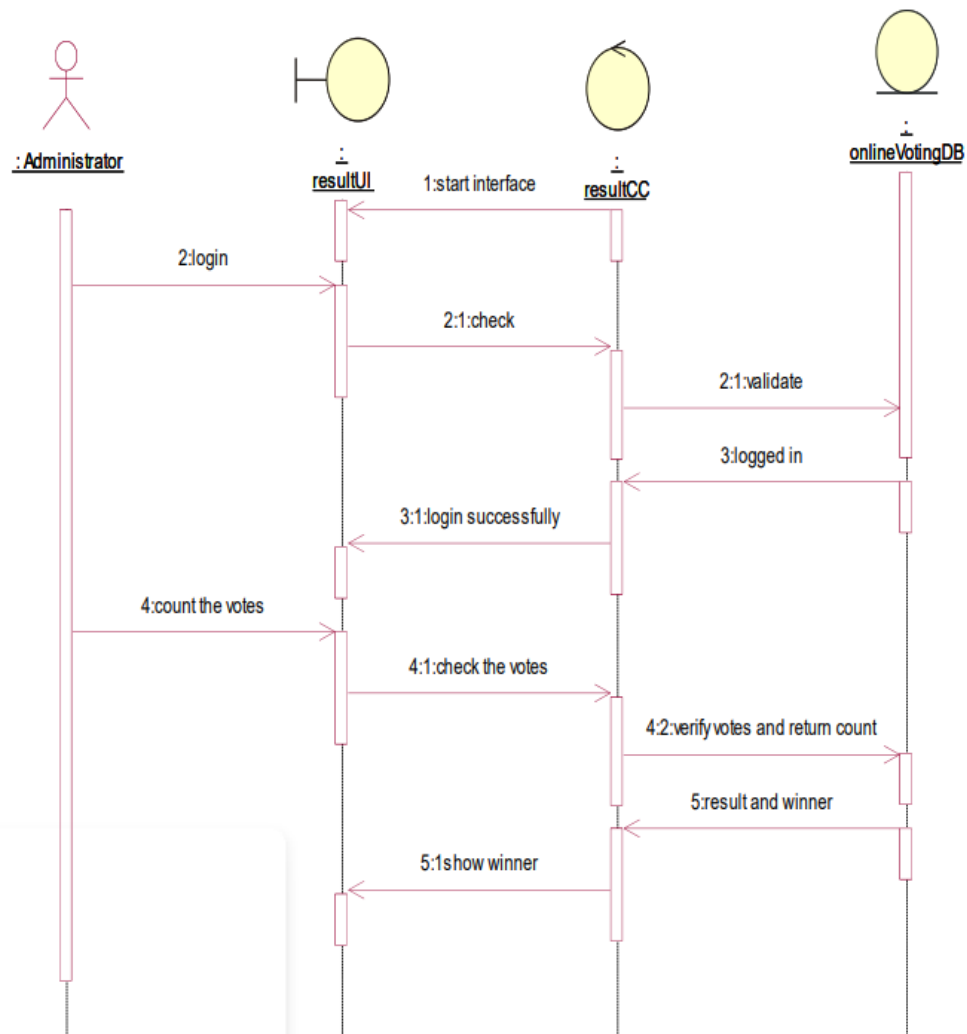 : Administrator
:
resultUI
:
resultCC
:
onlineVotingDB
1:start interface
2:login
2:1:check
2:1:validate
3:logged in
3:1:login successfully
4:count the votes
4:1:check the votes
4:2:verify votes and return count
5:result and winner
5:1show winner